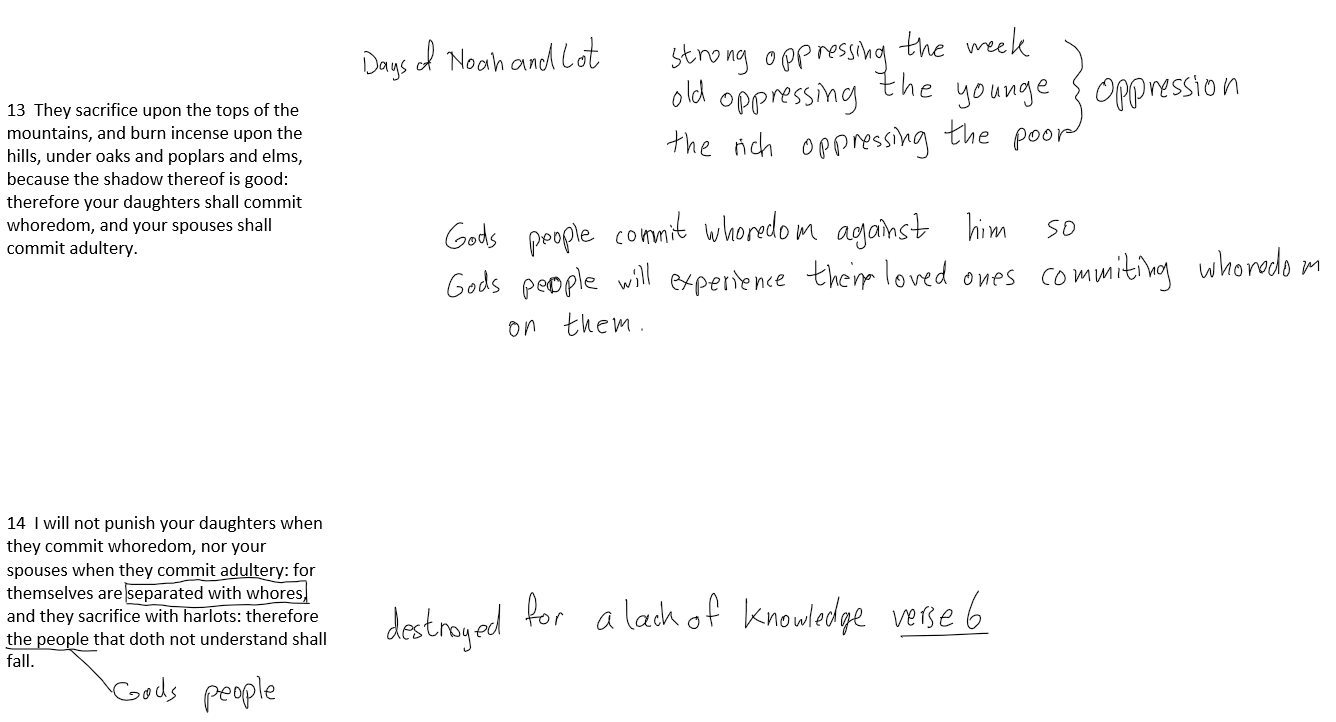 Days of Noah and Lot
strong oppressing the week
old oppressing the younge
the rich oppressing the poor
oppression
13 They sacrifice upon the tops of the
mountains, and burn incense upon the
hills, under oaks and poplars and elms,
because the shadow thereof is good:
therefore your daughters shall commit
whoredom, and your spouses shall
commit adultery.
Gods people commit whoredom against him so
Gods people will experience their loved ones commiting whoredom
on them.
14 I will not punish your daughters when
they commit whoredom, nor your
spouses when they commit adultery: for
themselves are separated with whores,
and they sacrifice with harlots: therefore
the people that doth not understand shall
fall.
destroyed for a lack of knowledge verse 6
Gods people